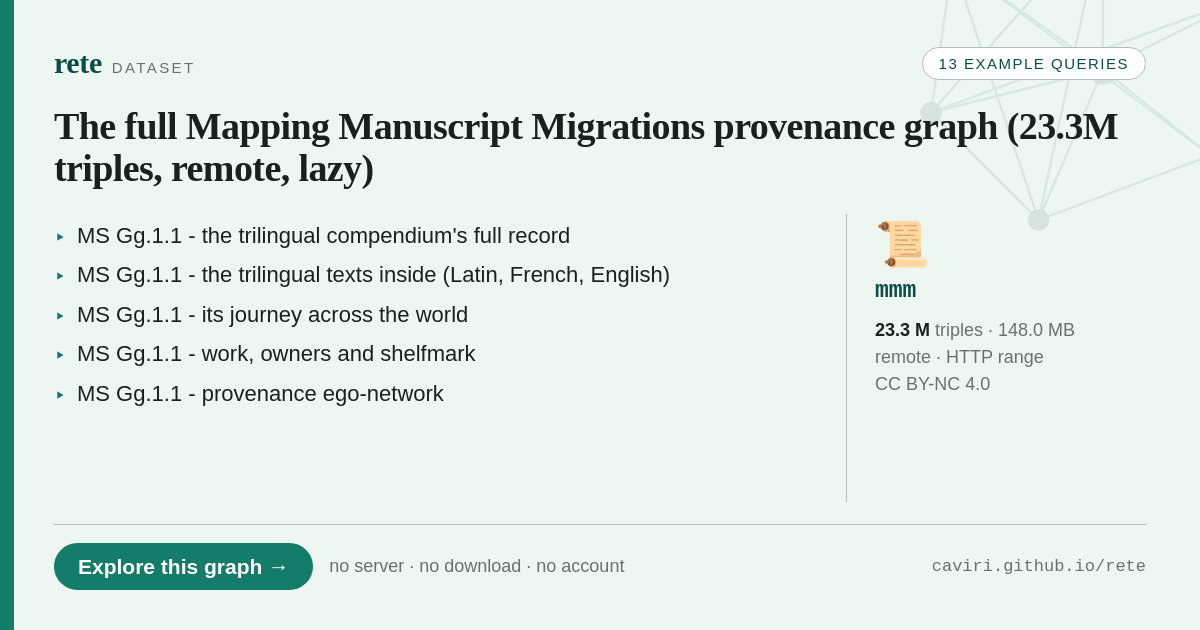 rete DATASET
13 EXAMPLE QUERIES
The full Mapping Manuscript Migrations provenance graph (23.3M
triples, remote, lazy)
MS Gg.1.1 - the trilingual compendium's full record
MS Gg.1.1 - the trilingual texts inside (Latin, French, English)
MS Gg.1.1 - its journey across the world
MS Gg.1.1 - work, owners and shelfmark
MS Gg.1.1 - provenance ego-network
mmm
23.3 M triples · 148.0 MB
remote · HTTP range
CC BY-NC 4.0
Explore this graph →
no server · no download · no account
caviri.github.io/rete